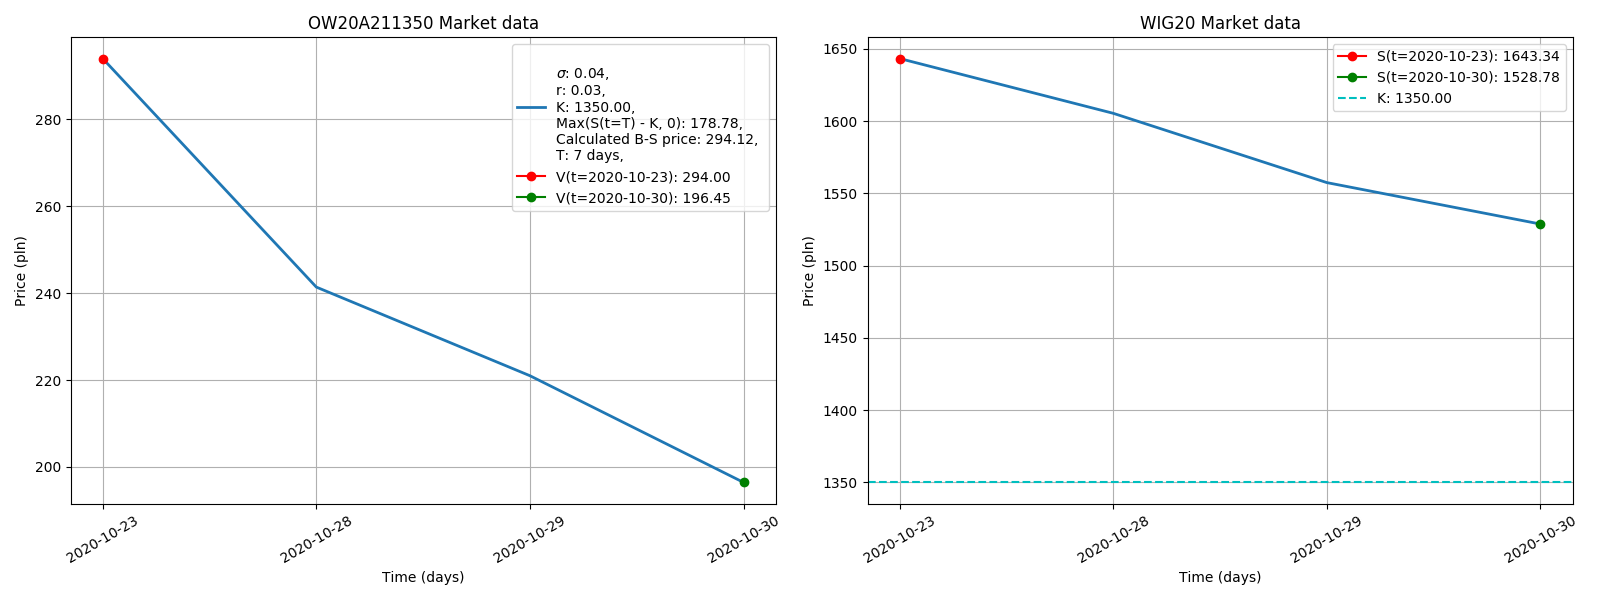 OW20A211350 Market data
σ: 0.04,
r: 0.03,
K: 1350.00,
Max(S(t=T) - K, 0): 178.78,
Calculated B-S price: 294.12,
T: 7 days,
V(t=2020-10-23): 294.00
V(t=2020-10-30): 196.45
280
260
240
220
200
Price (pln)
2020-10-23
2020-10-28
2020-10-29
2020-10-30
Time (days)
WIG20 Market data
S(t=2020-10-23): 1643.34
S(t=2020-10-30): 1528.78
K: 1350.00
1650
1600
1550
1500
1450
1400
1350
Price (pln)
2020-10-23
2020-10-28
2020-10-29
2020-10-30
Time (days)